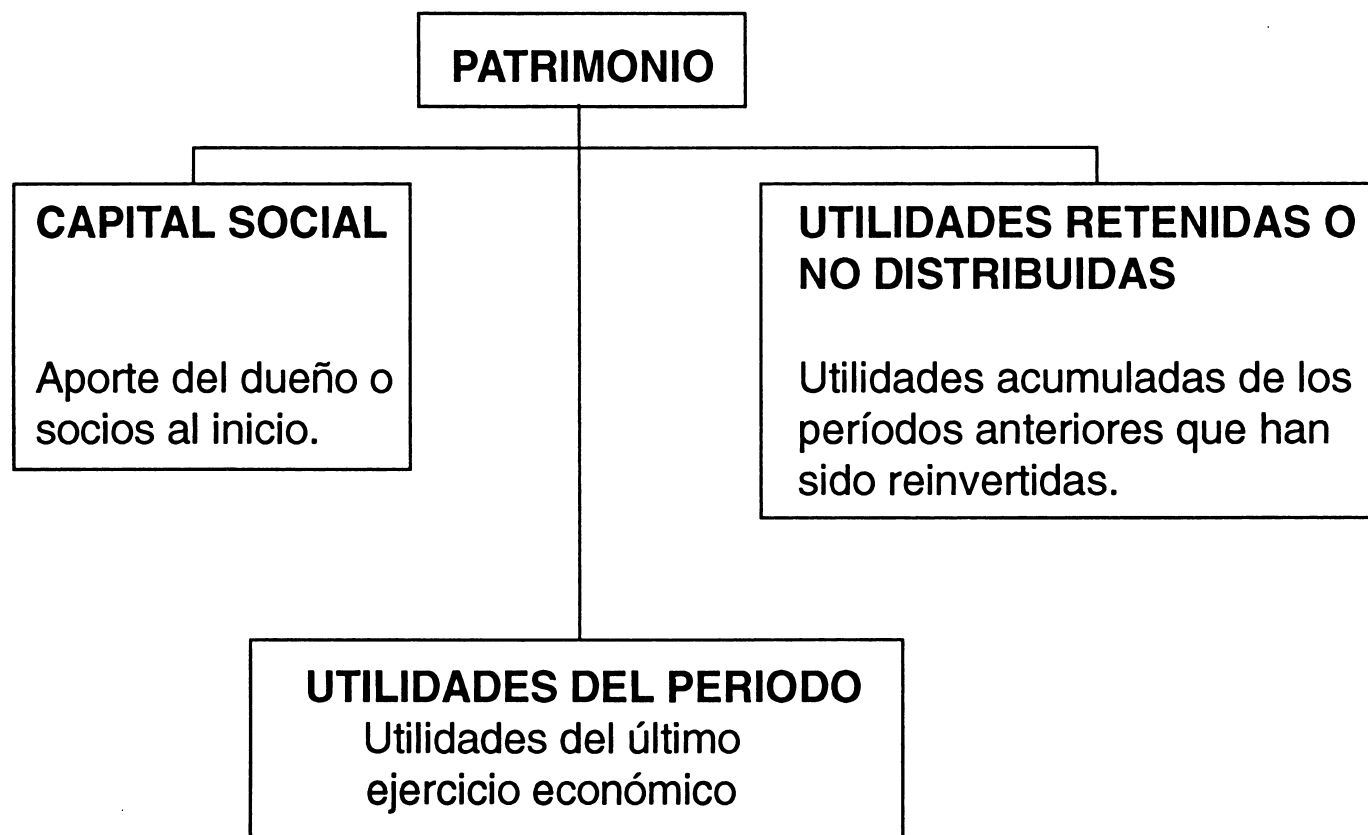 PATRIMONIO
CAPITAL SOCIAL
Aporte del dueño o
socios al inicio.
UTILIDADES RETENIDAS O
NO DISTRIBUIDAS
Utilidades acumuladas de los
períodos anteriores que han
sido reinvertidas.
UTILIDADES DEL PERIODO
Utilidades del último
ejercicio económico